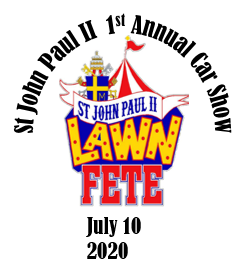 St John Paul II 1st Annual Car Show
ST JOHN PAUL II
LAWN
FETE
July 10
2020